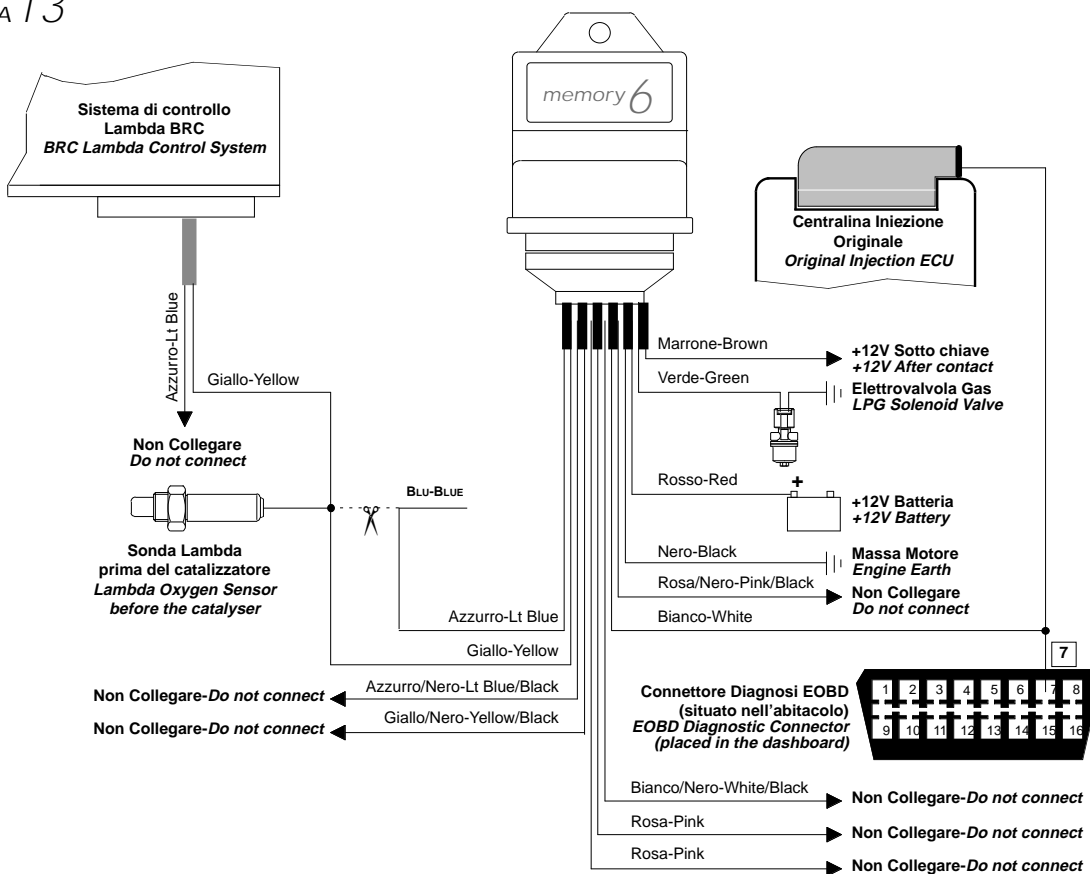 A 13
memory 6
Sistema di controllo
Lambda BRC
BRC Lambda Control System
Centralina Iniezione
Originale
Original Injection ECU
Azzurro-Lt Blue
Giallo-Yellow
Non Collegare
Do not connect
Marrone-Brown
+12V Sotto chiave
+12V After contact
Verde-Green
Elettrovalvola Gas
LPG Solenoid Valve
Rosso-Red
+
+12V Batteria
+12V Battery
BLU-BLUE
Sonda Lambda
prima del catalizzatore
Lambda Oxygen Sensor
before the catalyser
Nero-Black
Massa Motore
Engine Earth
Rosa/Nero-Pink/Black
Non Collegare
Do not connect
Azzurro-Lt Blue
Bianco-White
Giallo-Yellow
7
Azzurro/Nero-Lt Blue/Black
Non Collegare-Do not connect
Giallo/Nero-Yellow/Black
Non Collegare-Do not connect
Connettore Diagnosi EOBD
(situato nell'abitacolo)
EOBD Diagnostic Connector
(placed in the dashboard)
1 2 3 4 5 6 7 8
9 10 11 12 13 14 15 16
Bianco/Nero-White/Black
Non Collegare-Do not connect
Rosa-Pink
Non Collegare-Do not connect
Rosa-Pink
Non Collegare-Do not connect